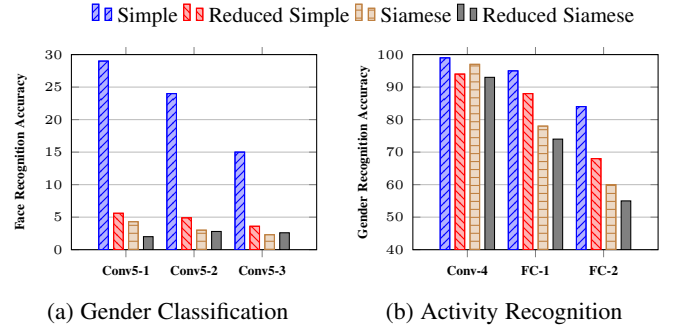 Simple Reduced Simple Siamese Reduced Siamese
Face Recognition Accuracy
30
25
20
15
10
5
0
Conv5-1 Conv5-2 Conv5-3
(a) Gender Classification
Gender Recognition Accuracy
100
90
80
70
60
50
40
Conv-4 FC-1 FC-2
(b) Activity Recognition